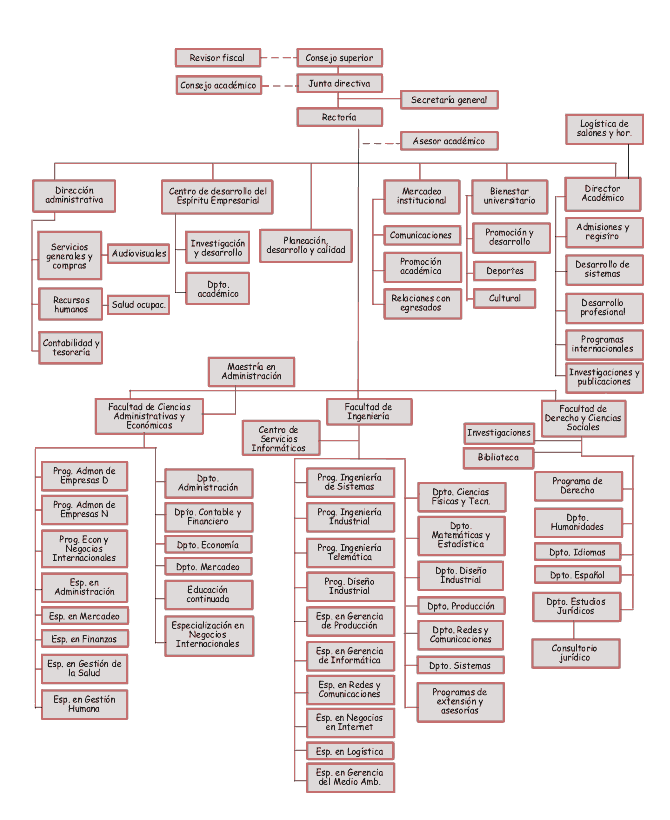 Revisor fiscal
Consejo superior
Consejo académico
Junta directiva
Secretaría general
Rectoría
Asesor académico
Logística de
salones y hor.
Dirección
administrativa
Centro de desarrollo del
Espíritu Empresarial
Planeación,
desarrollo y calidad
Mercadeo
institucional
Bienestar
universitario
Director
Académico
Servicios
generales y
compras
Audiovisuales
Recursos
humanos
Salud ocupac.
Contabilidad y
tesorería
Investigación
y desarrollo
Dpto.
académico
Comunicaciones
Promoción
académica
Relaciones con
egresados
Promoción y
desarrollo
Deportes
Cultural
Admisiones y
registro
Desarrollo de
sistemas
Desarrollo
profesional
Programas
internacionales
Investigaciones y
publicaciones
Maestría en
Administración
Facultad de Ciencias
Administrativas y
Económicas
Facultad de
Ingeniería
Facultad de
Derecho y Ciencias
Sociales
Centro de
Servicios
Informáticos
Investigaciones
Biblioteca
Prog. Admon de
Empresas D
Prog. Admon de
Empresas N
Prog. Econ y
Negocios
Internacionales
Esp. en
Administración
Esp. en Mercadeo
Esp. en Finanzas
Esp. en Gestión de
la Salud
Esp. en Gestión
Humana
Dpto.
Administración
Dpto. Contable y
Financiero
Dpto. Economía
Dpto. Mercadeo
Educación
continuada
Especialización en
Negocios
Internacionales
Prog. Ingeniería
de Sistemas
Prog. Ingeniería
Industrial
Prog. Ingeniería
Telemática
Prog. Diseño
Industrial
Esp. en Gerencia
de Producción
Esp. en Gerencia
de Informática
Esp. en Redes y
Comunicaciones
Esp. en Negocios
en Internet
Esp. en Logística
Esp. en Gerencia
del Medio Amb.
Dpto. Ciencias
Físicas y Tecn.
Dpto.
Matemáticas y
Estadística
Dpto. Diseño
Industrial
Dpto. Producción
Dpto. Redes y
Comunicaciones
Dpto. Sistemas
Programas de
extensión y
asesorías
Programa de
Derecho
Dpto.
Humanidades
Dpto. Idiomas
Dpto. Español
Dpto. Estudios
Jurídicos
Consultorio
jurídico